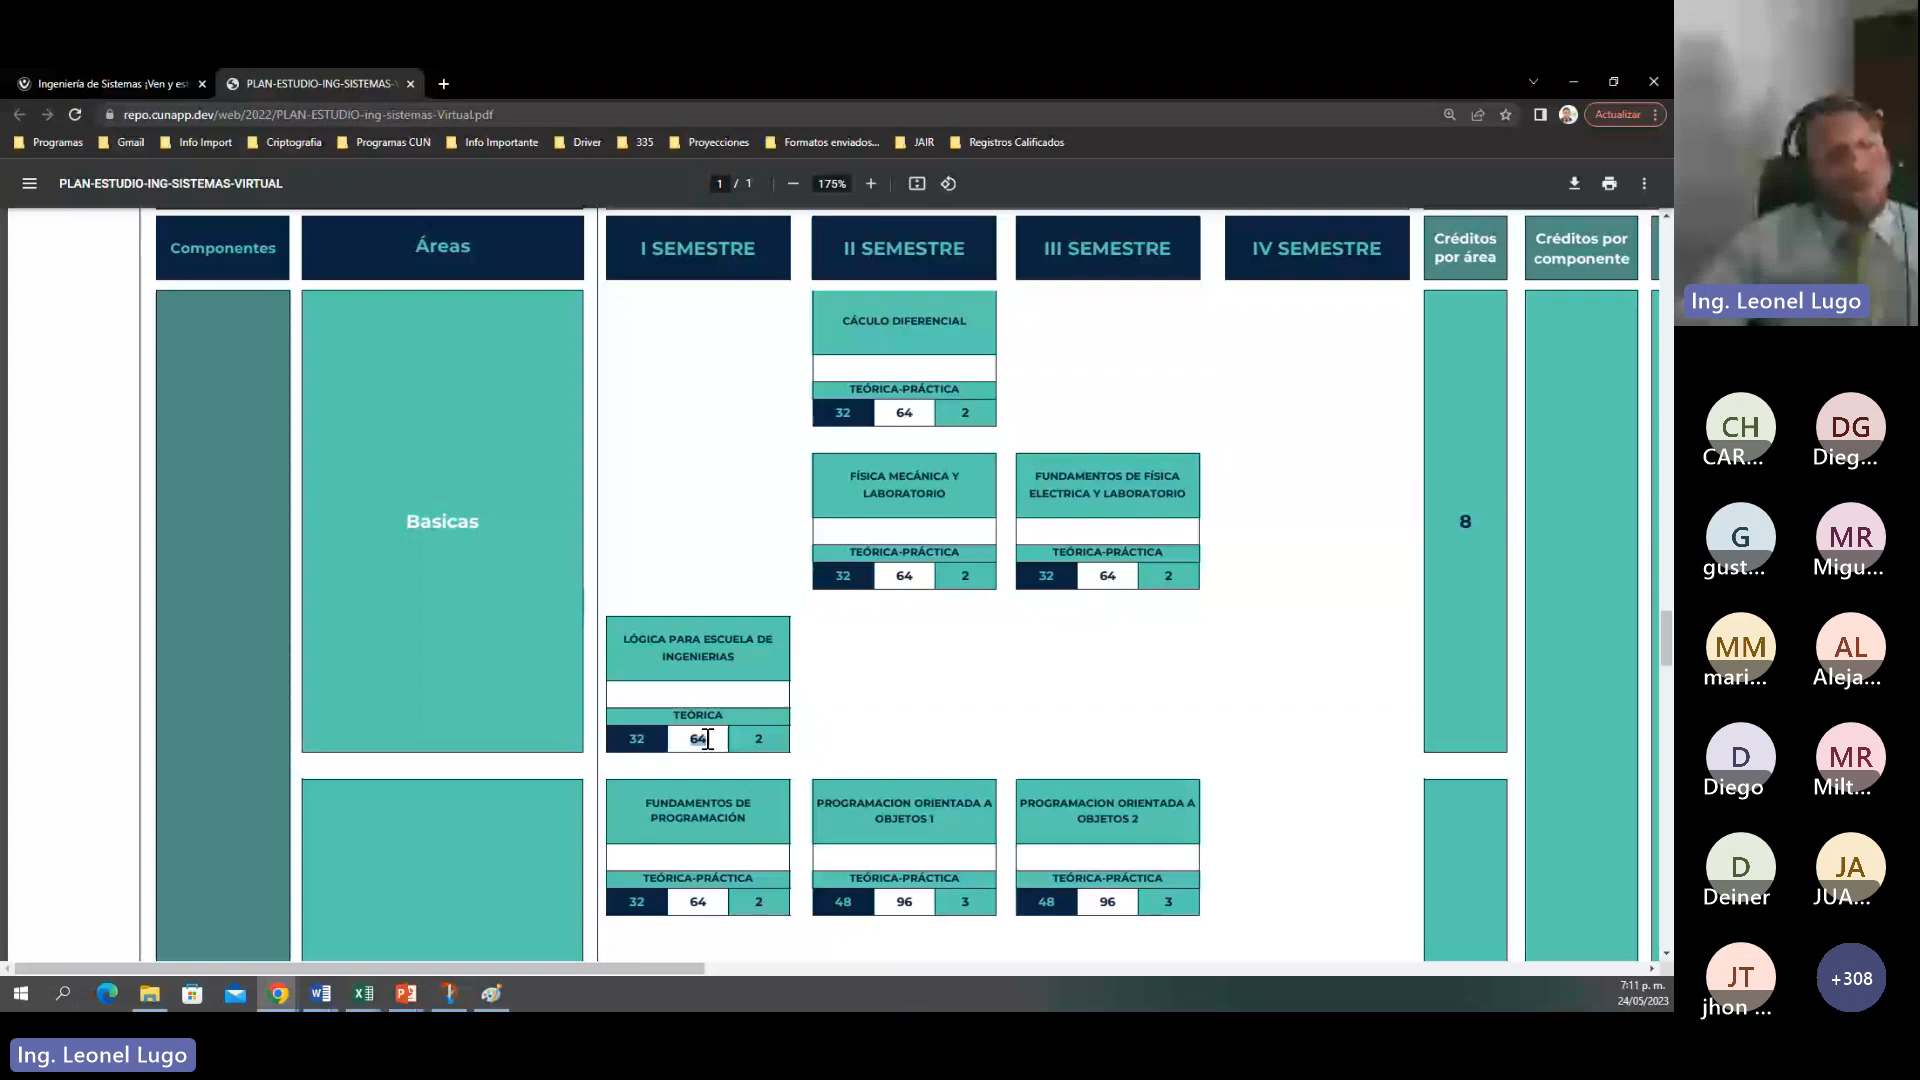 Ingeniería de Sistemas ¡Ven y es
PLAN-ESTUDIO-ING-SISTEMAS-
repo.cunapp.dev/web/2022/PLAN-ESTUDIO-ing-sistemas-Virtual.pdf
Actualizar
Programas Gmail Info Import Criptografia Programas CUN Info Importante Driver 335 Proyecciones Formatos enviados... JAIR Registros Calificados
PLAN-ESTUDIO-ING-SISTEMAS-VIRTUAL
1 / 1
175%
Componentes
Áreas
I SEMESTRE
II SEMESTRE
III SEMESTRE
IV SEMESTRE
Créditos
por área
Créditos por
componente
Basicas
8
CÁCULO DIFERENCIAL
TEÓRICA-PRÁCTICA
32 64 2
FÍSICA MECÁNICA Y
LABORATORIO
TEÓRICA-PRÁCTICA
32 64 2
FUNDAMENTOS DE FÍSICA
ELECTRICA Y LABORATORIO
TEÓRICA-PRÁCTICA
32 64 2
LÓGICA PARA ESCUELA DE
INGENIERIAS
TEÓRICA
32 64 2
FUNDAMENTOS DE
PROGRAMACIÓN
TEÓRICA-PRÁCTICA
32 64 2
PROGRAMACION ORIENTADA A
OBJETOS 1
TEÓRICA-PRÁCTICA
48 96 3
PROGRAMACION ORIENTADA A
OBJETOS 2
TEÓRICA-PRÁCTICA
48 96 3
7:11 p. m.
24/05/2023
Ing. Leonel Lugo
Ing. Leonel Lugo
CH
CAR...
DG
Dieg...
G
gust...
MR
Migu...
MM
mari...
AL
Aleja...
D
Diego
MR
Milt...
D
Deiner
JA
JUA...
JT
jhon ...
+308